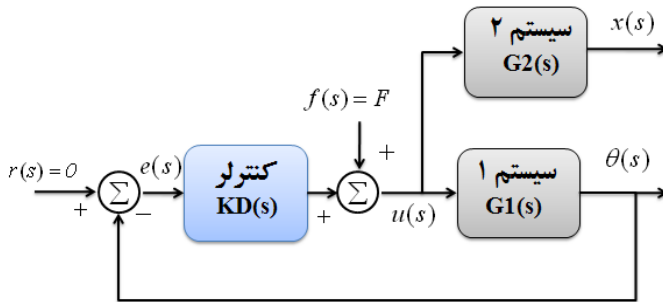 سیستم ۲
G2(s)
x(s)
f(s) = F
+
r(s) = 0
+
Σ
−
e(s)
کنترلر
KD(s)
+
Σ
u(s)
سیستم ۱
G1(s)
θ(s)